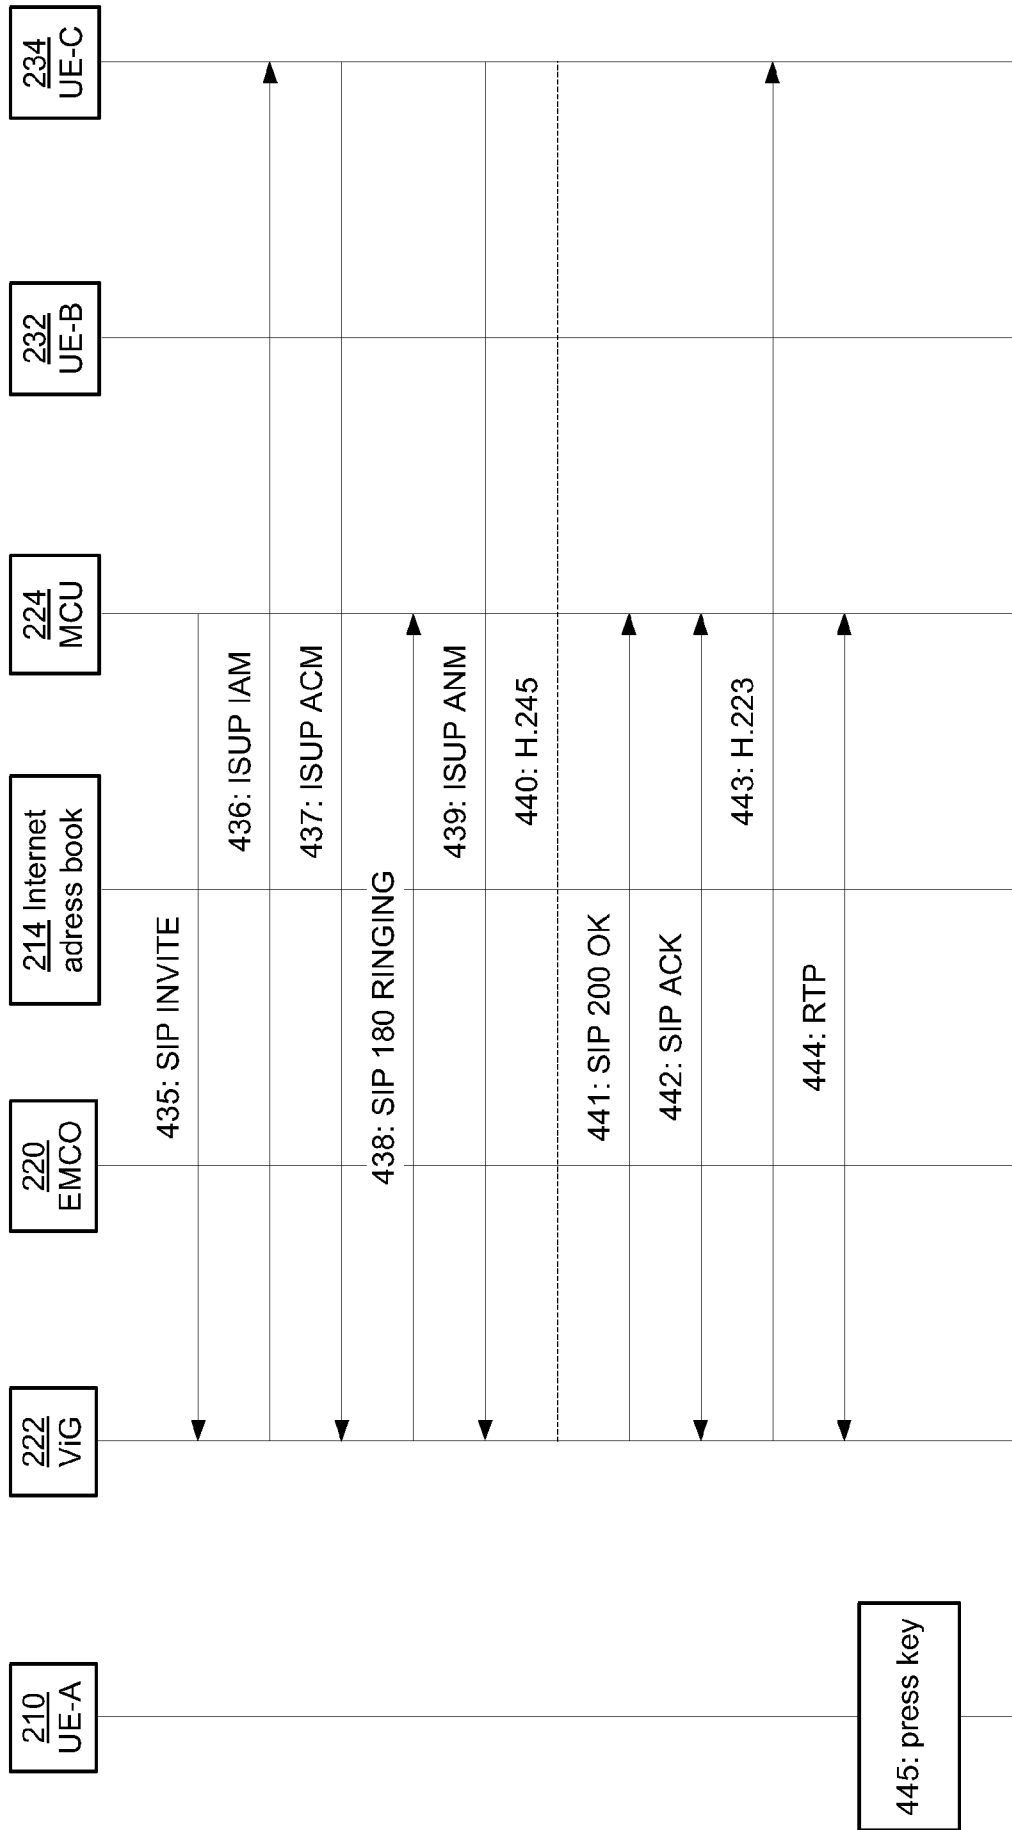 210
UE-A
222
ViG
220
EMCO
214 Internet
adress book
224
MCU
232
UE-B
234
UE-C
435: SIP INVITE
436: ISUP IAM
437: ISUP ACM
438: SIP 180 RINGING
439: ISUP ANM
440: H.245
441: SIP 200 OK
442: SIP ACK
443: H.223
444: RTP
445: press key